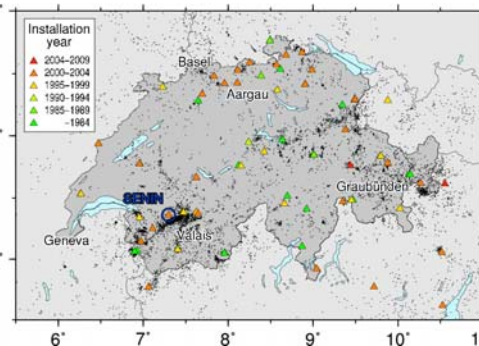 Installation
year
2004-2009
2000-2004
1995-1999
1990-1994
1985-1989
-1984
Basel
Aargau
SENIN
Graubünden
Geneva
Valais
6° 7° 8° 9° 10°